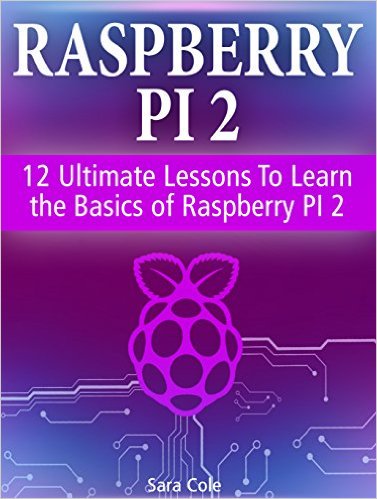 RASPBERRY
PI 2
12 Ultimate Lessons To Learn
the Basics of Raspberry PI 2
Sara Cole